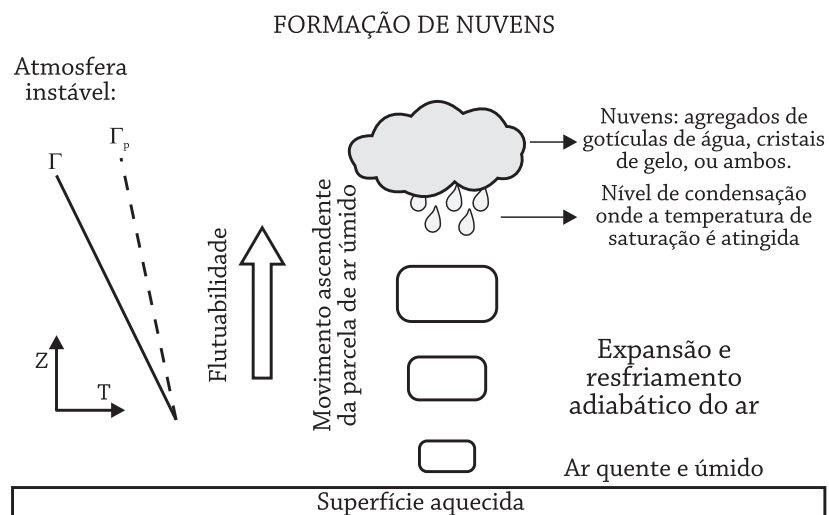 FORMAÇÃO DE NUVENS
Atmosfera
instável:
Γ
Γp
Z
T
Flutuabilidade
Movimento ascendente
da parcela de ar úmido
Nuvens: agregados de
gotículas de água, cristais
de gelo, ou ambos.
Nível de condensação
onde a temperatura de
saturação é atingida
Expansão e
resfriamento
adiabático do ar
Ar quente e úmido
Superfície aquecida